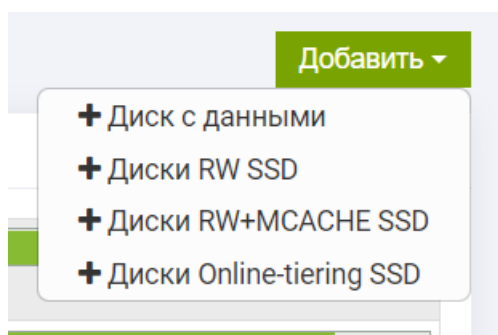 Добавить
+ Диск с данными
+ Диски RW SSD
+ Диски RW+MCACHE SSD
+ Диски Online-tiering SSD